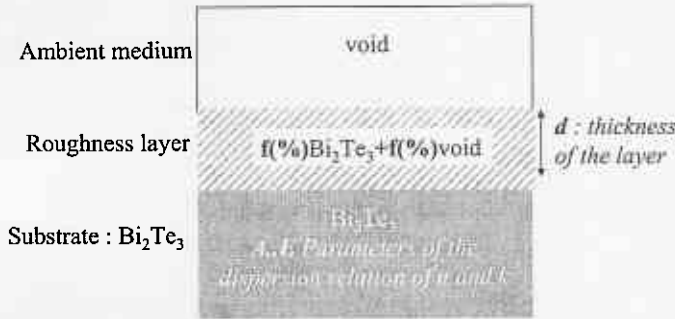 void
Ambient medium
Roughness layer
f(%)Bi₂Te₃+f(%)void
d : thickness
of the layer
Substrate : Bi₂Te₃
Bi₂Te₃
A..E Parameters of the
dispersion relation of n and k